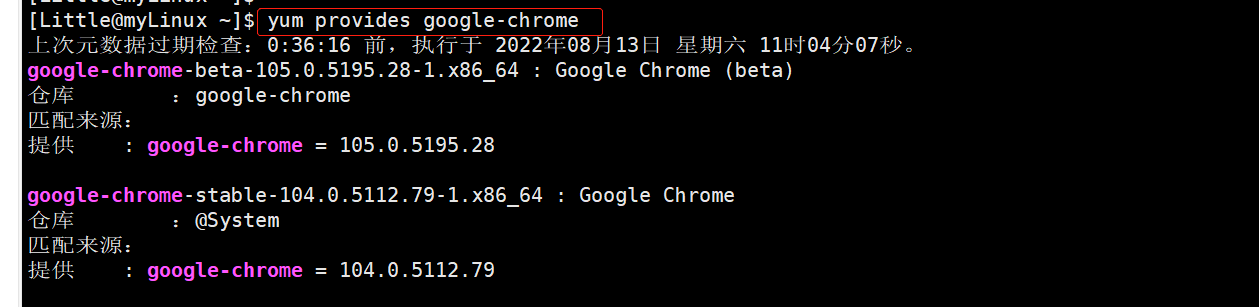 [Little@myLinux ~]$
[Little@myLinux ~]$ yum provides google-chrome
上次元数据过期检查：0:36:16 前，执行于 2022年08月13日 星期六 11时04分07秒。
google-chrome-beta-105.0.5195.28-1.x86_64 : Google Chrome (beta)
仓库        ：google-chrome
匹配来源：
提供    : google-chrome = 105.0.5195.28
google-chrome-stable-104.0.5112.79-1.x86_64 : Google Chrome
仓库        ：@System
匹配来源：
提供    : google-chrome = 104.0.5112.79